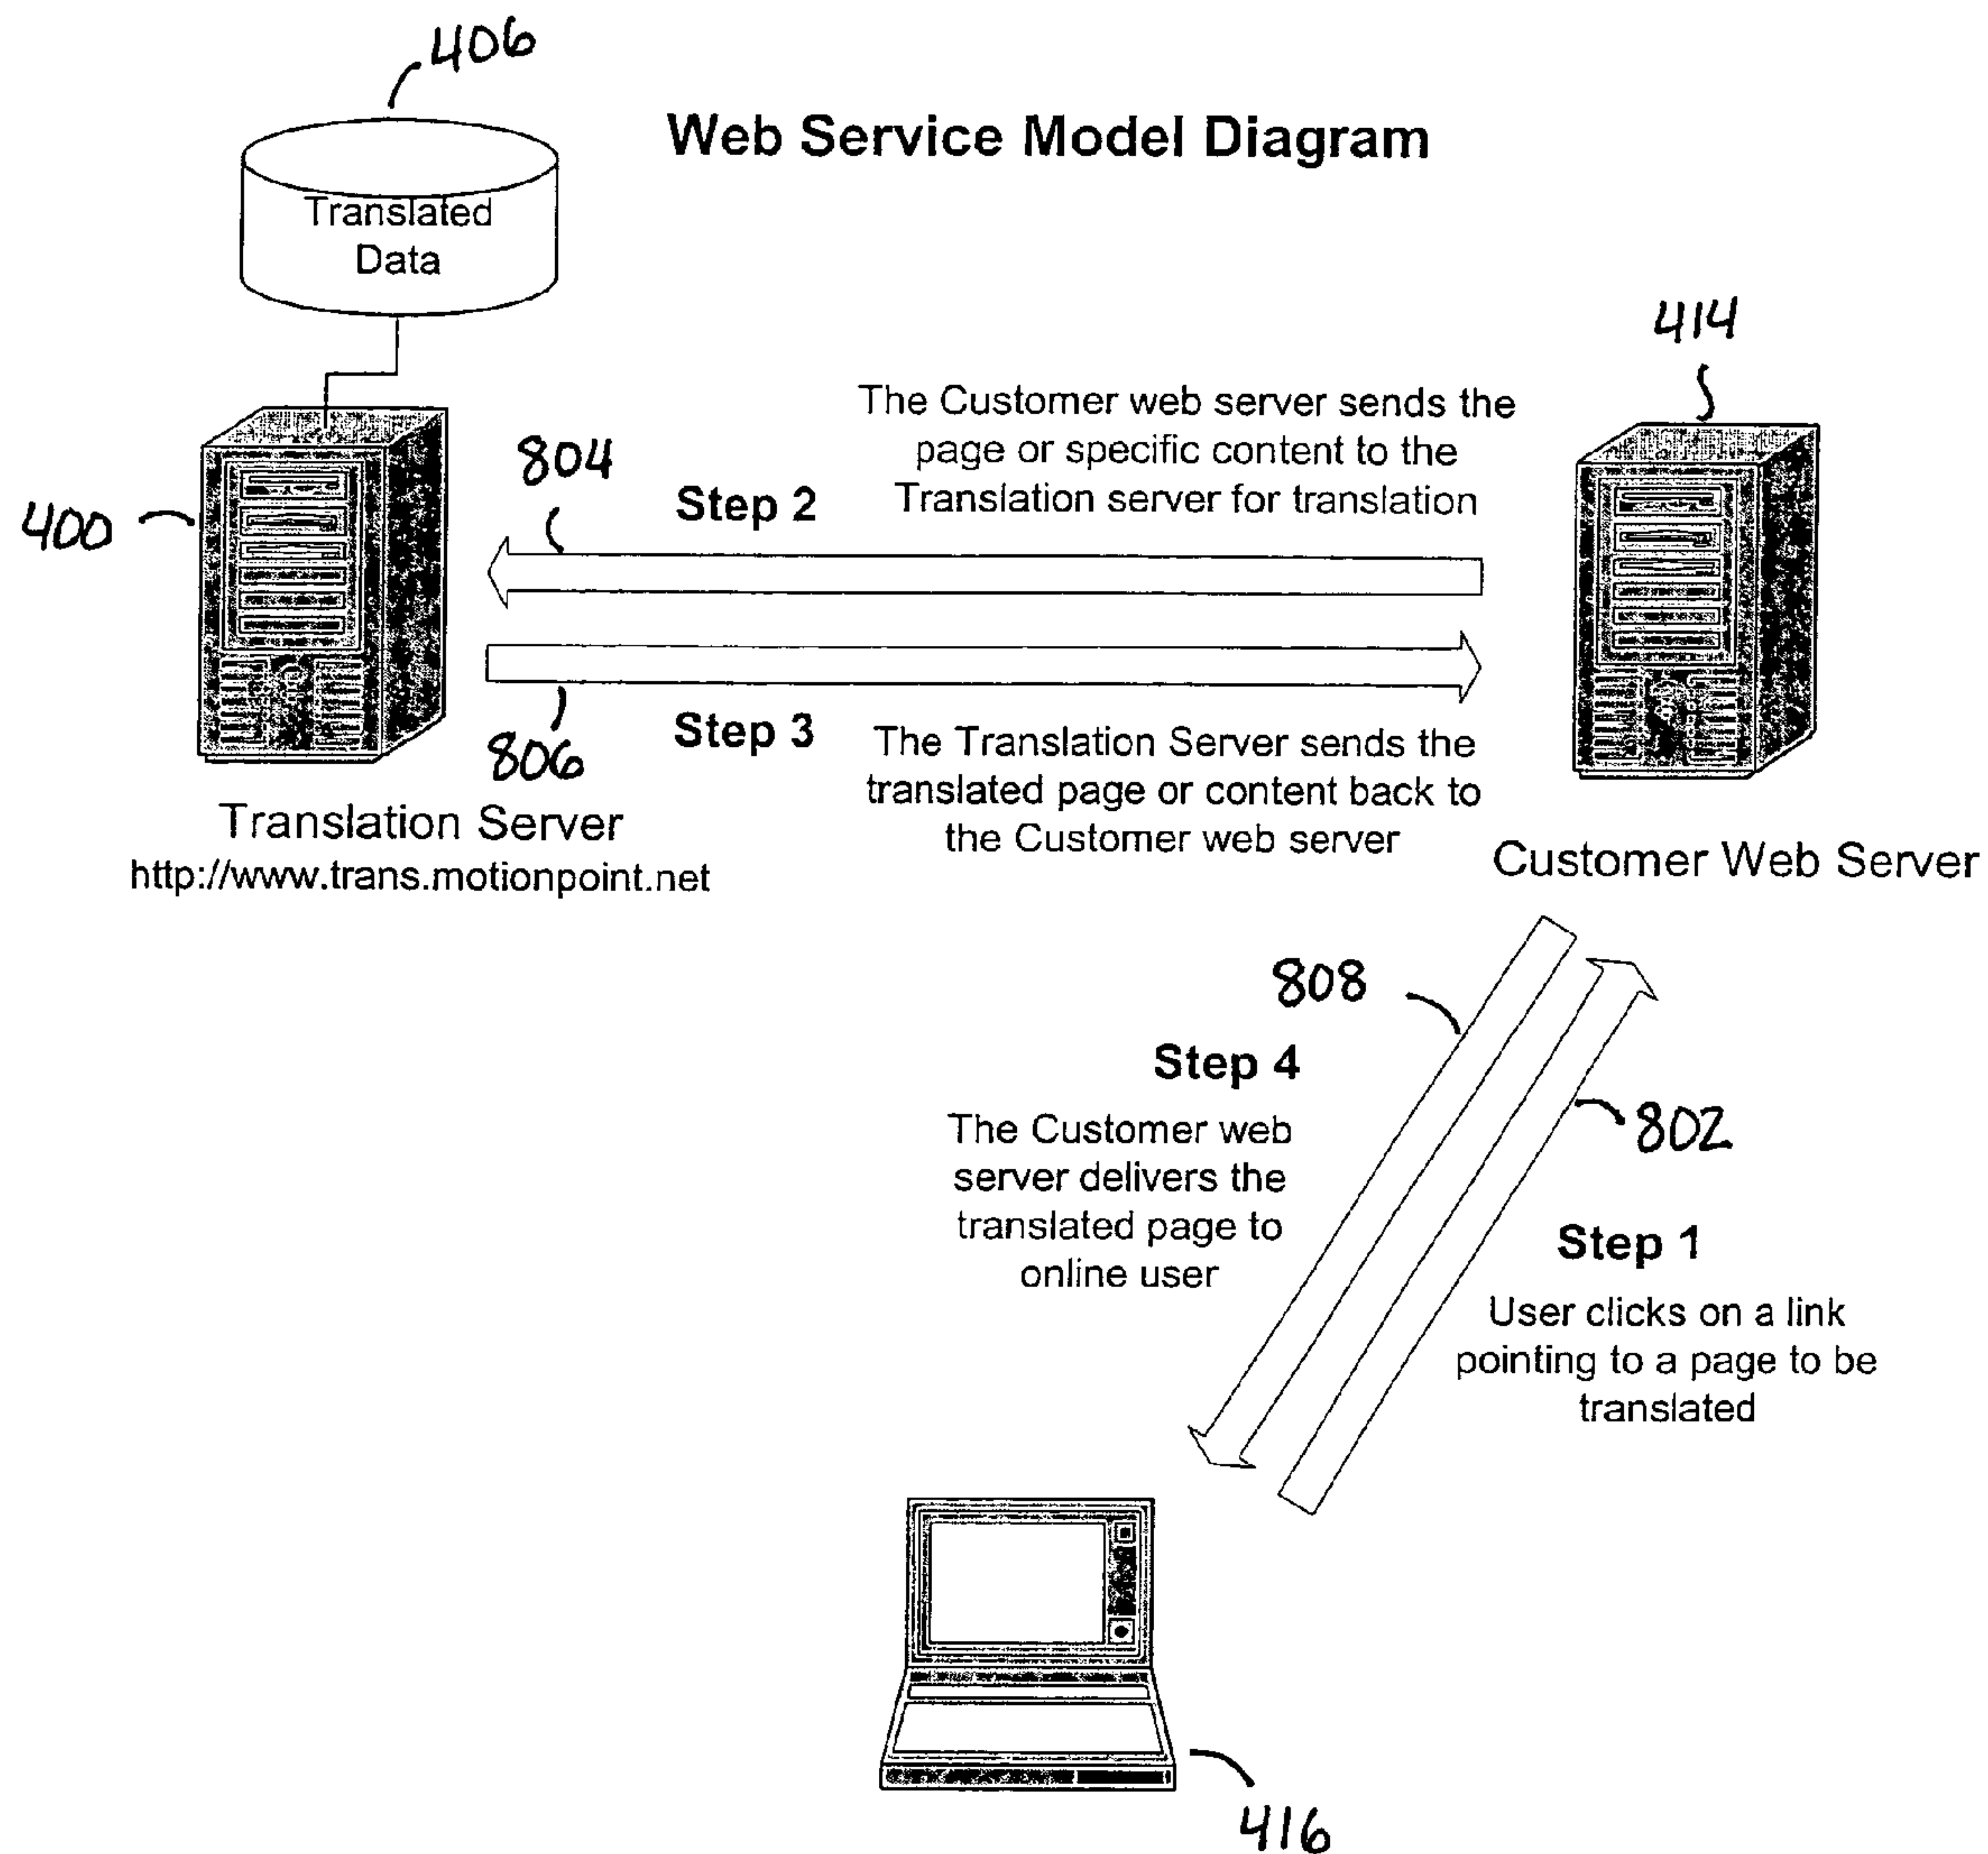 406
Web Service Model Diagram
Translated
Data
414
The Customer web server sends the
page or specific content to the
Translation server for translation
804
Step 2
400
806
Step 3
The Translation Server sends the
translated page or content back to
the Customer web server
Translation Server
http://www.trans.motionpoint.net
Customer Web Server
808
Step 4
The Customer web
server delivers the
translated page to
online user
802
Step 1
User clicks on a link
pointing to a page to be
translated
416